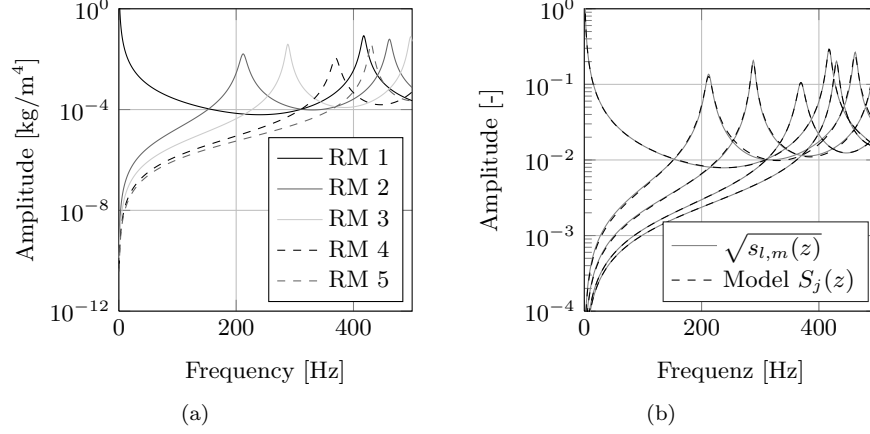 10^0
10^{-4}
10^{-8}
10^{-12}
0
200
400
Amplitude [kg/m^4]
Frequency [Hz]
RM 1
RM 2
RM 3
RM 4
RM 5
(a)
10^0
10^{-1}
10^{-2}
10^{-3}
10^{-4}
0
200
400
Amplitude [-]
Frequenz [Hz]
\sqrt{s_{l,m}(z)}
Model S_j(z)
(b)